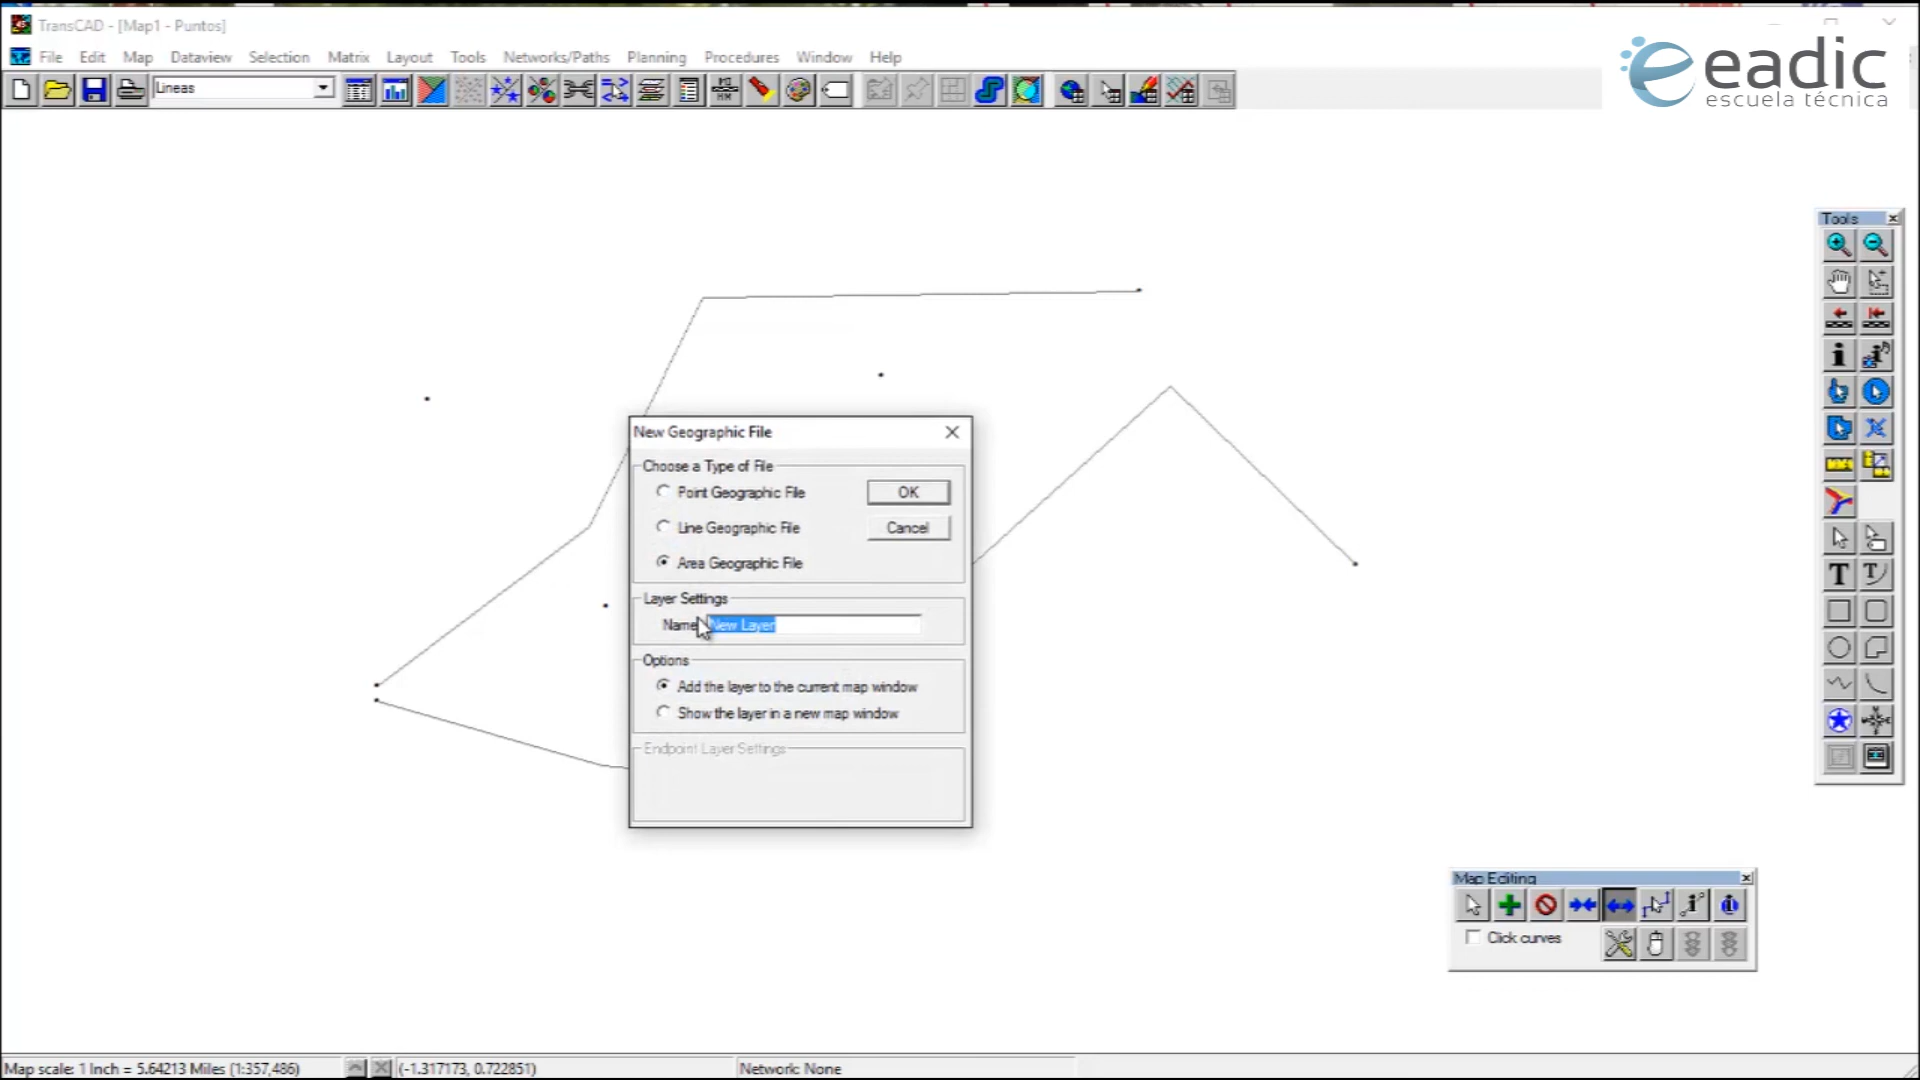 TransCAD - [Map1 - Puntos]
File Edit Map Dataview Selection Matrix Layout Tools Networks/Paths Planning Procedures Window Help
Lineas
eadic
escuela técnica
Tools
New Geographic File
Choose a Type of File
Point Geographic File
OK
Line Geographic File
Cancel
Area Geographic File
Layer Settings
Name
New Layer
Options
Add the layer to the current map window
Show the layer in a new map window
Endpoint Layer Settings
Map Editing
Click curves
Map scale: 1 Inch = 5.64213 Miles (1:357,486)
(-1.317173, 0.722851)
Network: None